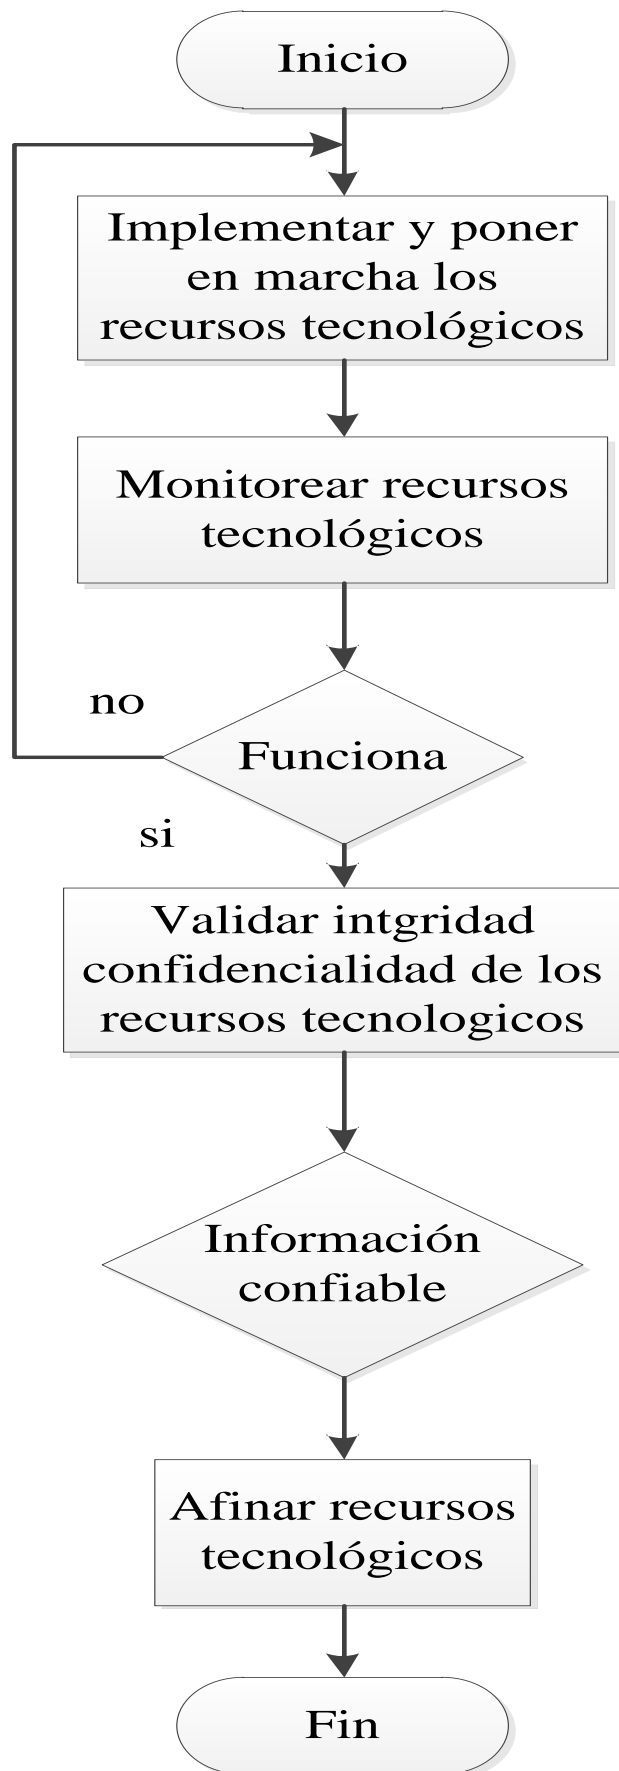 Inicio
Implementar y poner
en marcha los
recursos tecnológicos
Monitorear recursos
tecnológicos
no
Funciona
si
Validar intgridad
confidencialidad de los
recursos tecnologicos
Información
confiable
Afinar recursos
tecnológicos
Fin